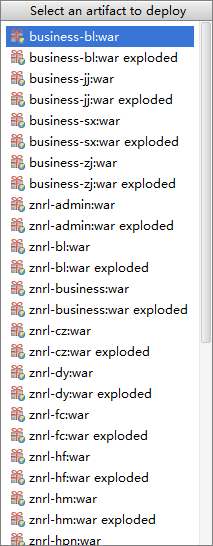 Select an artifact to deploy
business-bl:war
business-bl:war exploded
business-jj:war
business-jj:war exploded
business-sx:war
business-sx:war exploded
business-zj:war
business-zj:war exploded
znrl-admin:war
znrl-admin:war exploded
znrl-bl:war
znrl-bl:war exploded
znrl-business:war
znrl-business:war exploded
znrl-cz:war
znrl-cz:war exploded
znrl-dy:war
znrl-dy:war exploded
znrl-fc:war
znrl-fc:war exploded
znrl-hf:war
znrl-hf:war exploded
znrl-hm:war
znrl-hm:war exploded
znrl-hpn:war